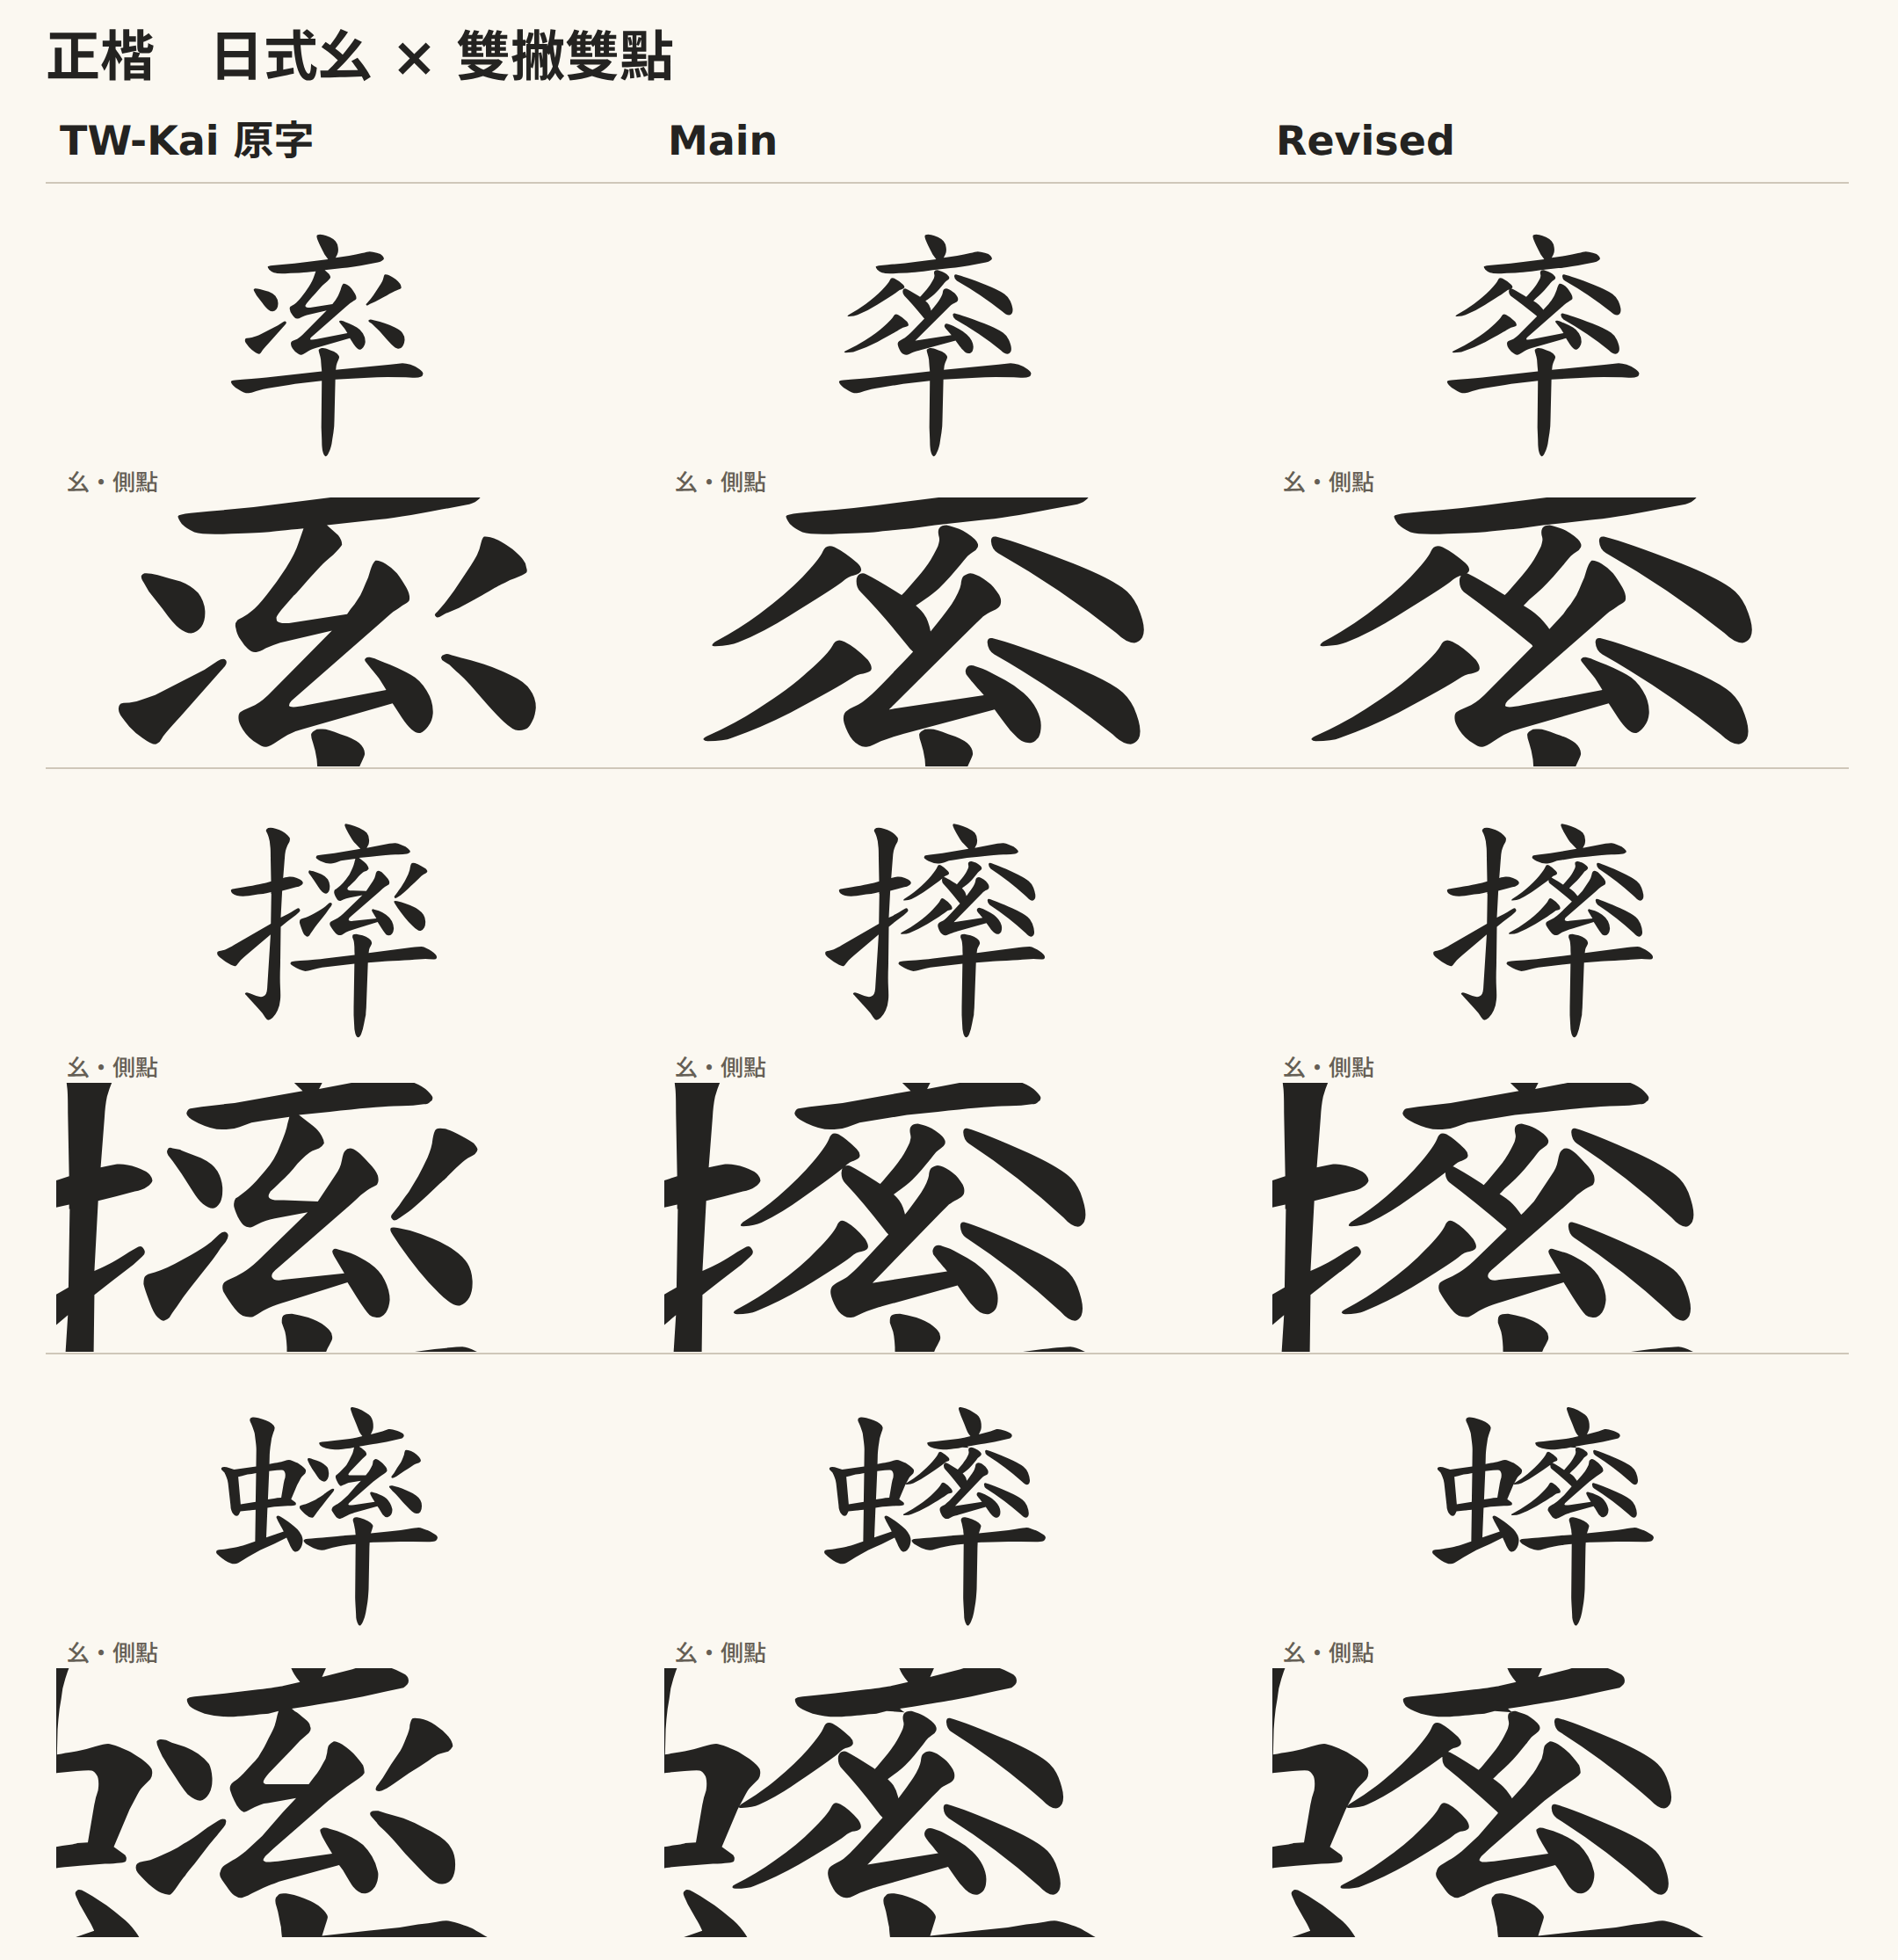 正楷　日式幺 × 雙撇雙點
TW-Kai 原字 Main Revised
率 率 率
幺・側點 幺・側點 幺・側點
摔 摔 摔
幺・側點 幺・側點 幺・側點
蟀 蟀 蟀
幺・側點 幺・側點 幺・側點